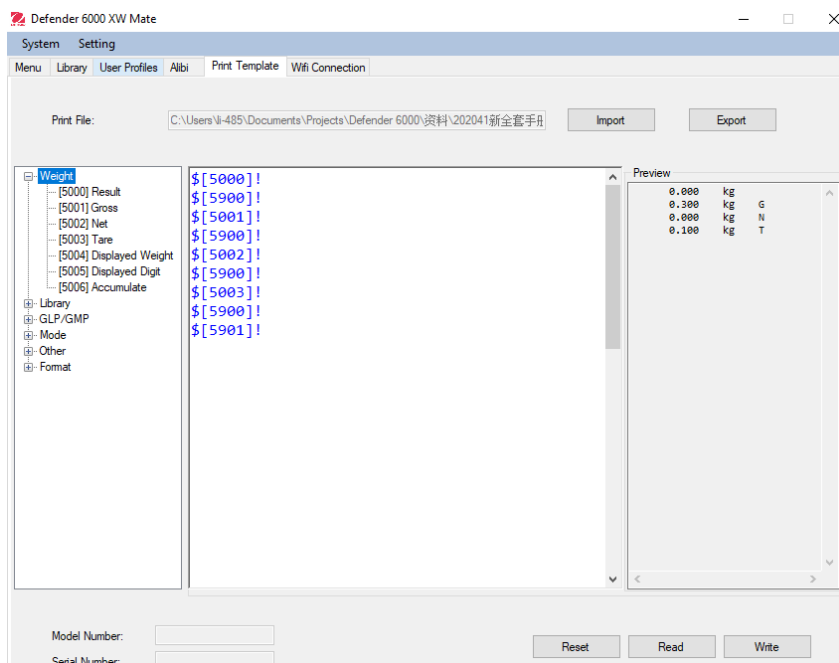 Defender 6000 XW Mate
System Setting
Menu Library User Profiles Alibi Print Template Wifi Connection
Print File: C:\Users\li-485\Documents\Projects\Defender 6000\资料\202041新全套手册 Import Export
Weight
[5000] Result
[5001] Gross
[5002] Net
[5003] Tare
[5004] Displayed Weight
[5005] Displayed Digit
[5006] Accumulate
Library
GLP/GMP
Mode
Other
Format
$[5000]!
$[5900]!
$[5001]!
$[5900]!
$[5002]!
$[5900]!
$[5003]!
$[5900]!
$[5901]!
Preview
0.000 kg
0.300 kg G
0.000 kg N
0.100 kg T
Model Number:
Serial Number:
Reset Read Write